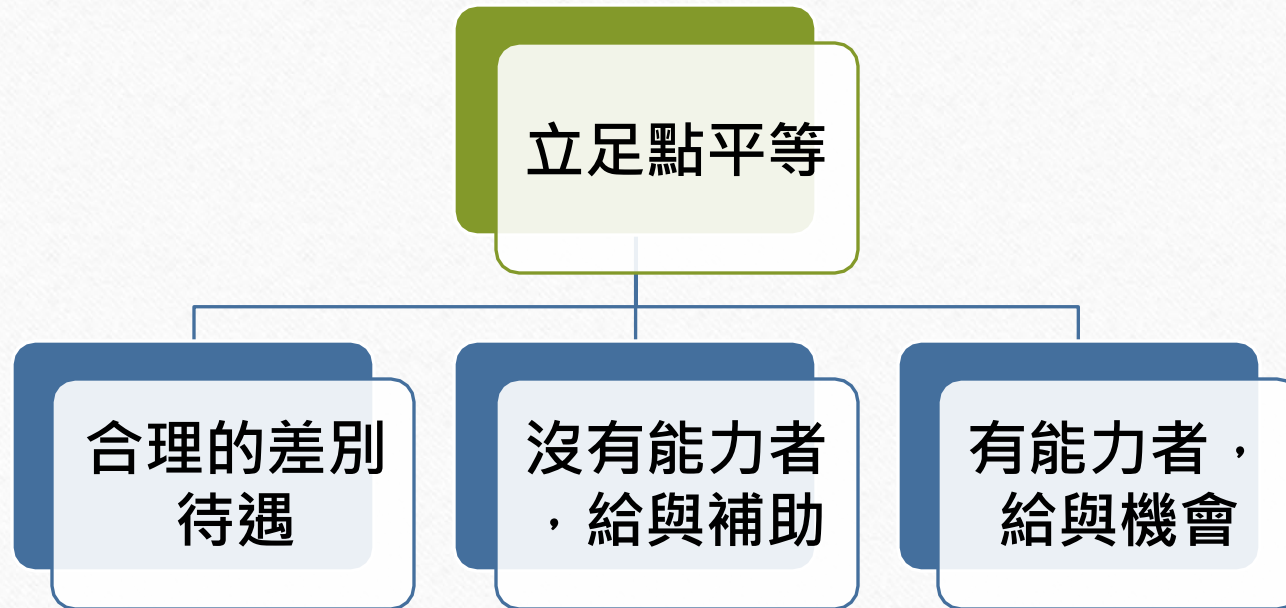 立足點平等
合理的差別
待遇
沒有能力者
，給與補助
有能力者，
給與機會